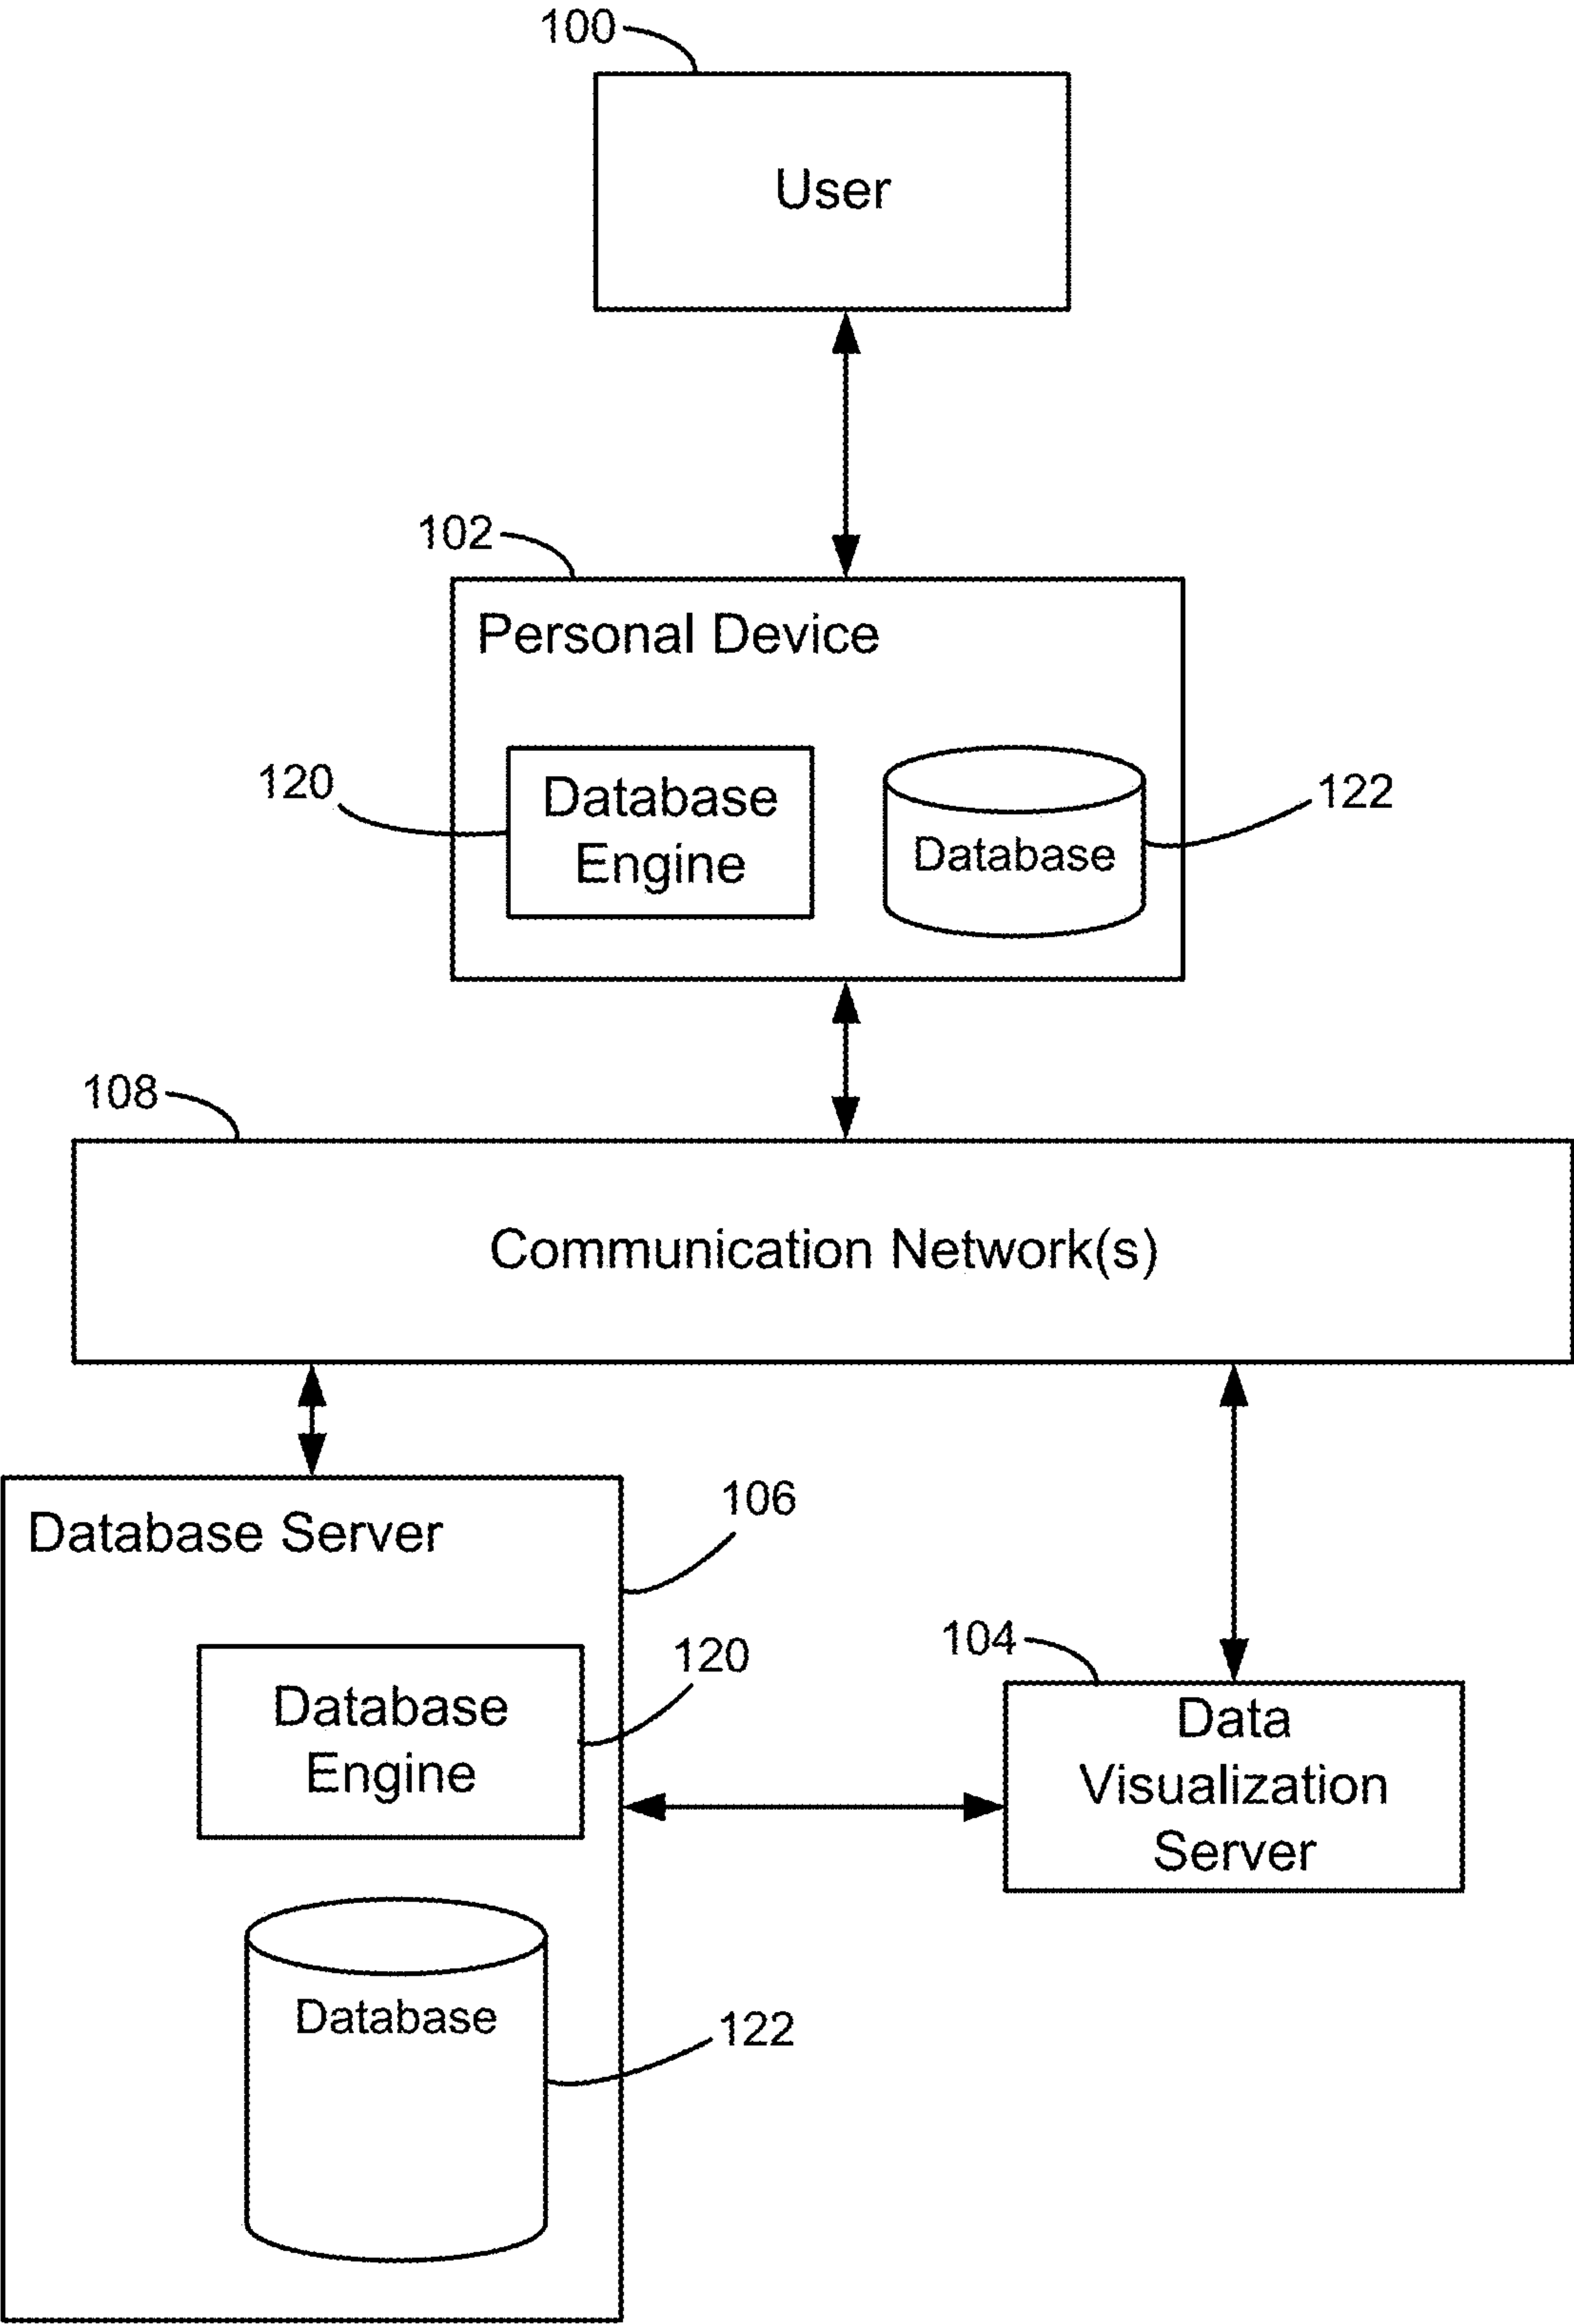 100
User
102
Personal Device
120
Database
Engine
Database
122
108
Communication Network(s)
Database Server
106
Database
Engine
120
104
Data
Visualization
Server
Database
122